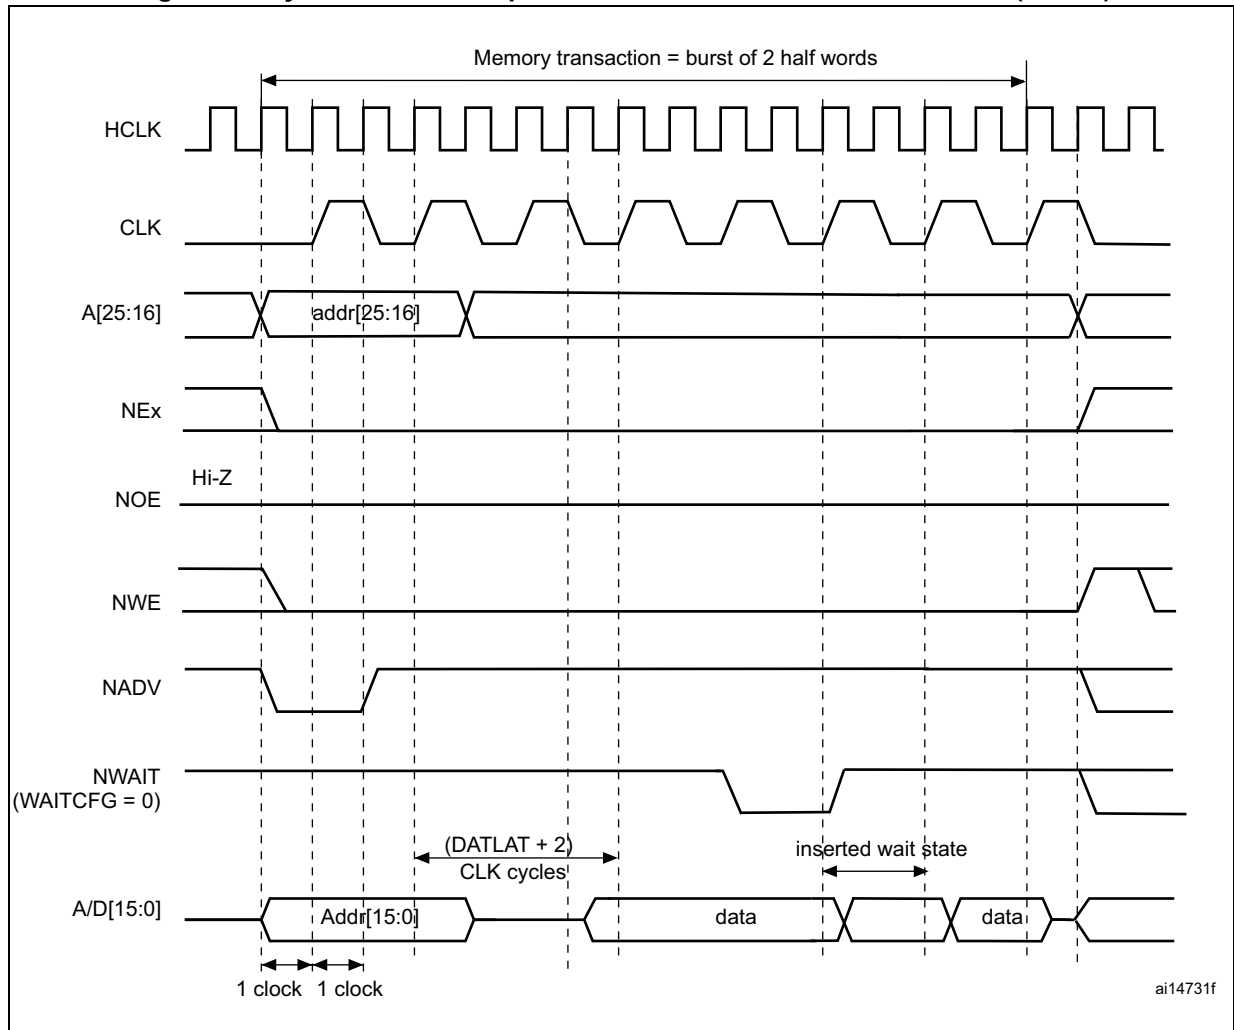 Memory transaction = burst of 2 half words
HCLK
CLK
A[25:16]
addr[25:16]
NEx
Hi-Z
NOE
NWE
NADV
NWAIT
(WAITCFG = 0)
(DATLAT + 2)
CLK cycles
inserted wait state
A/D[15:0]
Addr[15:0]
data
data
1 clock 1 clock
ai14731f